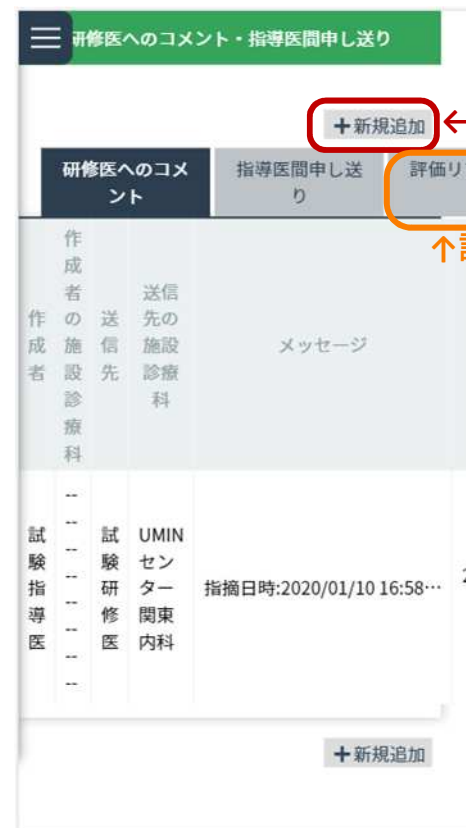 研修医へのコメント・指導医間申し送り
+新規追加
←
研修医へのコメ
ント
指導医間申し送
り
評価リ
↑
作
成
者
作
成
者
の
施
設
診
療
科
送
信
先
送信
先の
施設
診療
科
メッセージ
試
験
指
導
医
--
--
--
--
--
--
--
--
試
験
研
修
医
UMIN
セン
ター
関東
内科
指摘日時:2020/01/10 16:58…
+新規追加